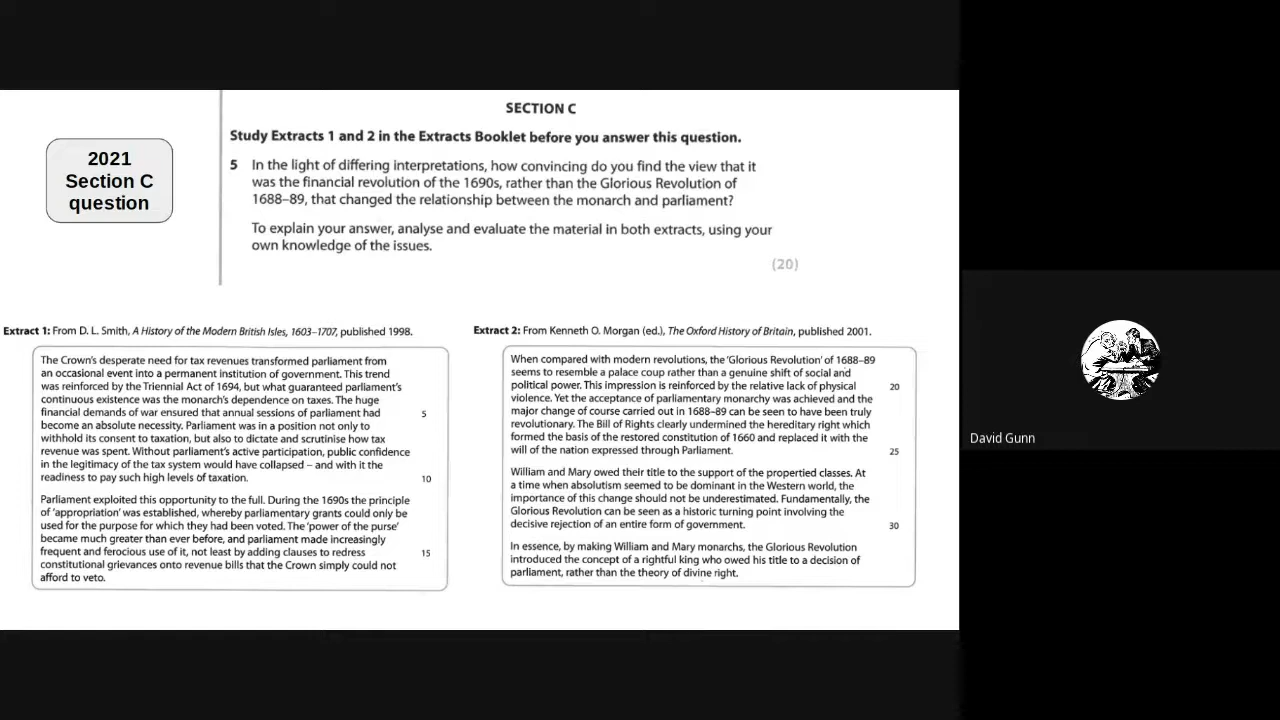 SECTION C
Study Extracts 1 and 2 in the Extracts Booklet before you answer this question.
2021
Section C
question
5 In the light of differing interpretations, how convincing do you find the view that it
was the financial revolution of the 1690s, rather than the Glorious Revolution of
1688–89, that changed the relationship between the monarch and parliament?
To explain your answer, analyse and evaluate the material in both extracts, using your
own knowledge of the issues.
(20)
Extract 1: From D. L. Smith, A History of the Modern British Isles, 1603–1707, published 1998.
The Crown's desperate need for tax revenues transformed parliament from
an occasional event into a permanent institution of government. This trend
was reinforced by the Triennial Act of 1694, but what guaranteed parliament's
continuous existence was the monarch's dependence on taxes. The huge
financial demands of war ensured that annual sessions of parliament had 5
become an absolute necessity. Parliament was in a position not only to
withhold its consent to taxation, but also to dictate and scrutinise how tax
revenue was spent. Without parliament's active participation, public confidence
in the legitimacy of the tax system would have collapsed – and with it the
readiness to pay such high levels of taxation. 10
Parliament exploited this opportunity to the full. During the 1690s the principle
of 'appropriation' was established, whereby parliamentary grants could only be
used for the purpose for which they had been voted. The 'power of the purse'
became much greater than ever before, and parliament made increasingly
frequent and ferocious use of it, not least by adding clauses to redress 15
constitutional grievances onto revenue bills that the Crown simply could not
afford to veto.
Extract 2: From Kenneth O. Morgan (ed.), The Oxford History of Britain, published 2001.
When compared with modern revolutions, the 'Glorious Revolution' of 1688–89
seems to resemble a palace coup rather than a genuine shift of social and
political power. This impression is reinforced by the relative lack of physical 20
violence. Yet the acceptance of parliamentary monarchy was achieved and the
major change of course carried out in 1688–89 can be seen to have been truly
revolutionary. The Bill of Rights clearly undermined the hereditary right which
formed the basis of the restored constitution of 1660 and replaced it with the
will of the nation expressed through Parliament. 25
William and Mary owed their title to the support of the propertied classes. At
a time when absolutism seemed to be dominant in the Western world, the
importance of this change should not be underestimated. Fundamentally, the
Glorious Revolution can be seen as a historic turning point involving the
decisive rejection of an entire form of government. 30
In essence, by making William and Mary monarchs, the Glorious Revolution
introduced the concept of a rightful king who owed his title to a decision of
parliament, rather than the theory of divine right.
David Gunn